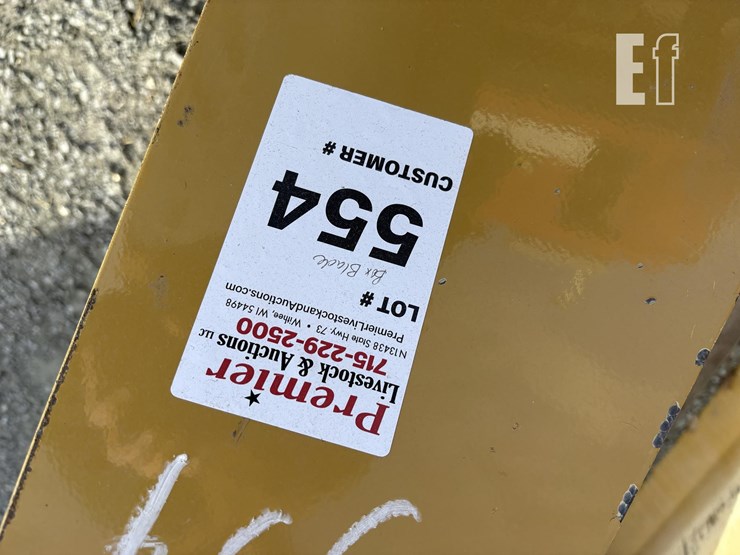 Premier
Livestock & Auctions LLC
715-229-2500
N13438 State Hwy. 73 • Withee, WI 54498
PremierLivestockandAuctions.com
LOT #
Box Blade
554
CUSTOMER #
Ef